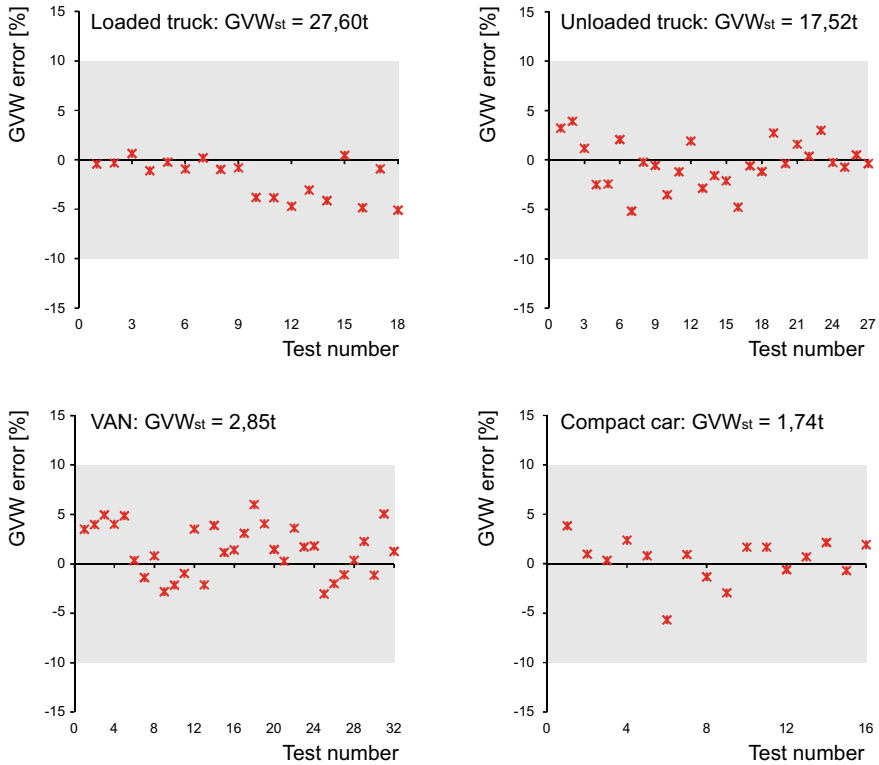 Loaded truck: GVWst = 27,60t
GVW error [%]
15
10
5
0
-5
-10
-15
0 3 6 9 12 15 18
Test number
Unloaded truck: GVWst = 17,52t
GVW error [%]
15
10
5
0
-5
-10
-15
0 3 6 9 12 15 18 21 24 27
Test number
VAN: GVWst = 2,85t
GVW error [%]
15
10
5
0
-5
-10
-15
0 4 8 12 16 20 24 28 32
Test number
Compact car: GVWst = 1,74t
GVW error [%]
15
10
5
0
-5
-10
-15
0 4 8 12 16
Test number